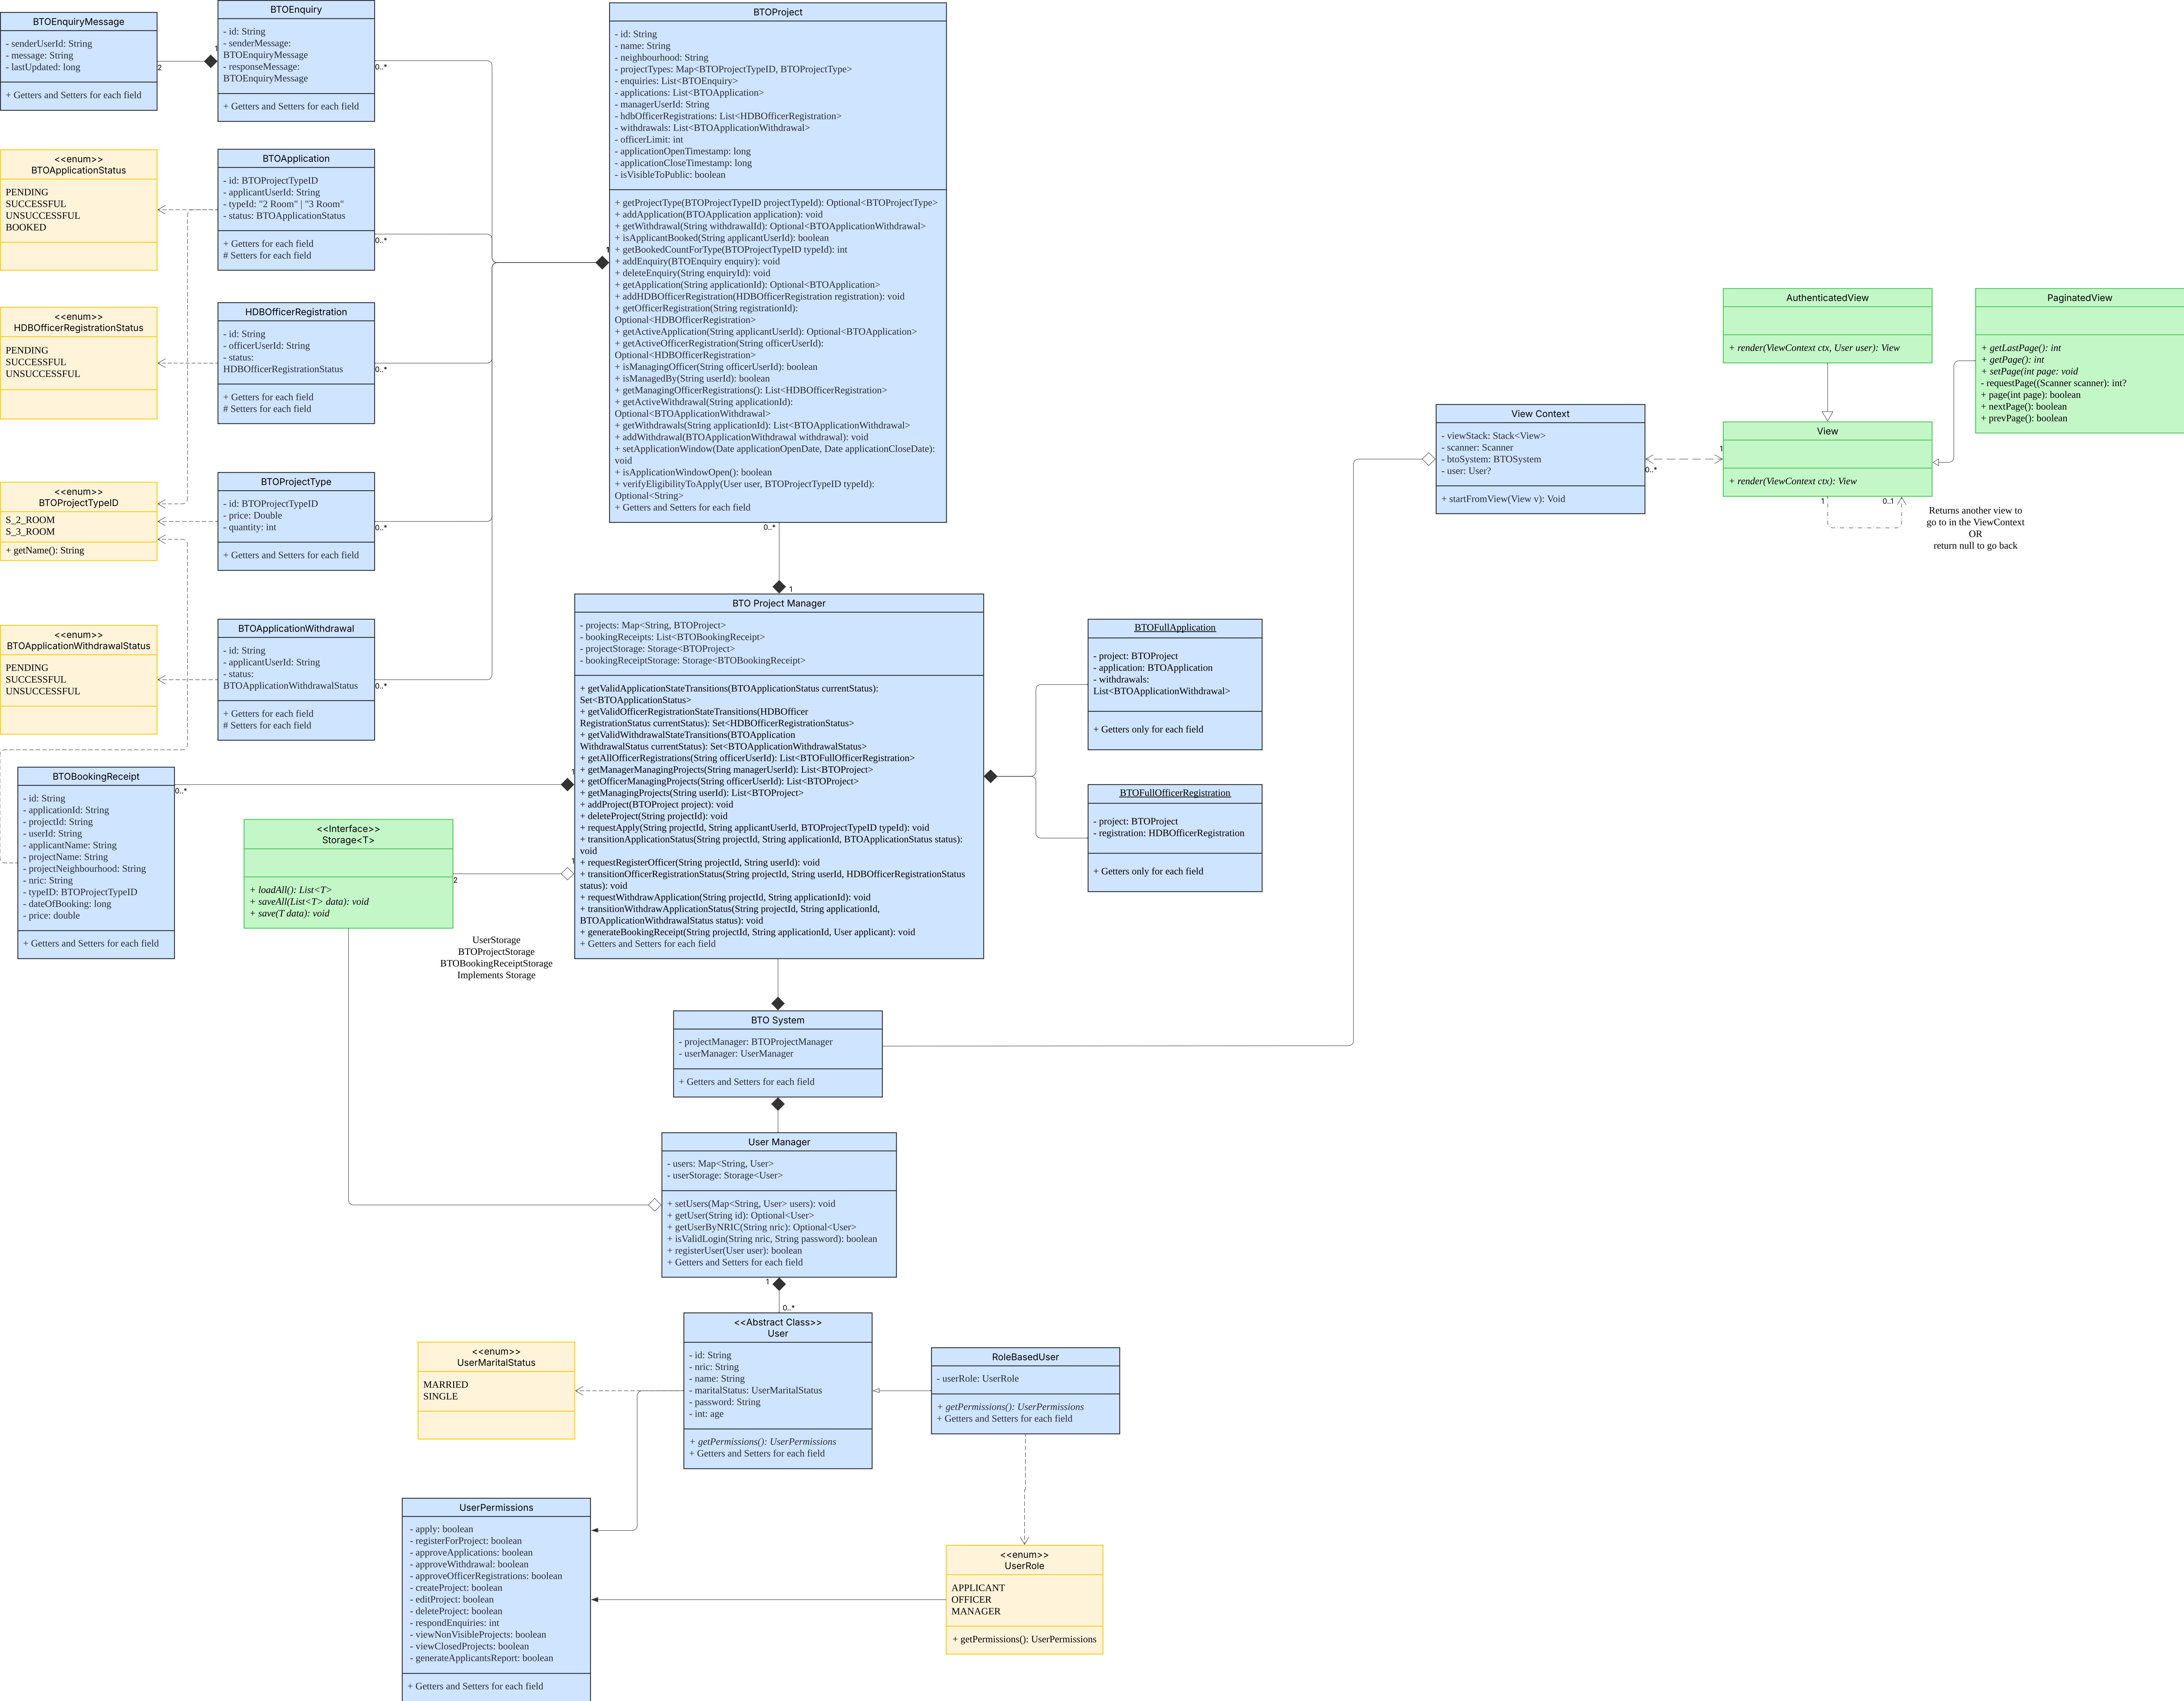 BTOEnquiryMessage
- senderUserId: String
- message: String
- lastUpdated: long
+ Getters and Setters for each field
2
1
BTOEnquiry
- id: String
- senderMessage:
BTOEnquiryMessage
- responseMessage:
BTOEnquiryMessage
+ Getters and Setters for each field
0..*
<<enum>>
BTOApplicationStatus
PENDING
SUCCESSFUL
UNSUCCESSFUL
BOOKED
BTOApplication
- id: BTOProjectTypeID
- applicantUserId: String
- typeId: "2 Room" | "3 Room"
- status: BTOApplicationStatus
+ Getters for each field
# Setters for each field
0..*
<<enum>>
HDBOfficerRegistrationStatus
PENDING
SUCCESSFUL
UNSUCCESSFUL
HDBOfficerRegistration
- id: String
- officerUserId: String
- status:
HDBOfficerRegistrationStatus
+ Getters for each field
# Setters for each field
0..*
<<enum>>
BTOProjectTypeID
S_2_ROOM
S_3_ROOM
+ getName(): String
BTOProjectType
- id: BTOProjectTypeID
- price: Double
- quantity: int
+ Getters and Setters for each field
0..*
<<enum>>
BTOApplicationWithdrawalStatus
PENDING
SUCCESSFUL
UNSUCCESSFUL
BTOApplicationWithdrawal
- id: String
- applicantUserId: String
- status:
BTOApplicationWithdrawalStatus
+ Getters for each field
# Setters for each field
0..*
BTOProject
- id: String
- name: String
- neighbourhood: String
- projectTypes: Map<BTOProjectTypeID, BTOProjectType>
- enquiries: List<BTOEnquiry>
- applications: List<BTOApplication>
- managerUserId: String
- hdbOfficerRegistrations: List<HDBOfficerRegistration>
- withdrawals: List<BTOApplicationWithdrawal>
- officerLimit: int
- applicationOpenTimestamp: long
- applicationCloseTimestamp: long
- isVisibleToPublic: boolean
+ getProjectType(BTOProjectTypeID projectTypeId): Optional<BTOProjectType>
+ addApplication(BTOApplication application): void
+ getWithdrawal(String withdrawalId): Optional<BTOApplicationWithdrawal>
+ isApplicantBooked(String applicantUserId): boolean
+ getBookedCountForType(BTOProjectTypeID typeId): int
+ addEnquiry(BTOEnquiry enquiry): void
+ deleteEnquiry(String enquiryId): void
+ getApplication(String applicationId): Optional<BTOApplication>
+ addHDBOfficerRegistration(HDBOfficerRegistration registration): void
+ getOfficerRegistration(String registrationId):
Optional<HDBOfficerRegistration>
+ getActiveApplication(String applicantUserId): Optional<BTOApplication>
+ getActiveOfficerRegistration(String officerUserId):
Optional<HDBOfficerRegistration>
+ isManagingOfficer(String officerUserId): boolean
+ isManagedBy(String userId): boolean
+ getManagingOfficerRegistrations(): List<HDBOfficerRegistration>
+ getActiveWithdrawal(String applicationId):
Optional<BTOApplicationWithdrawal>
+ getWithdrawals(String applicationId): List<BTOApplicationWithdrawal>
+ addWithdrawal(BTOApplicationWithdrawal withdrawal): void
+ setApplicationWindow(Date applicationOpenDate, Date applicationCloseDate):
void
+ isApplicationWindowOpen(): boolean
+ verifyEligibilityToApply(User user, BTOProjectTypeID typeId):
Optional<String>
+ Getters and Setters for each field
1
0..*
1
BTO Project Manager
- projects: Map<String, BTOProject>
- bookingReceipts: List<BTOBookingReceipt>
- projectStorage: Storage<BTOProject>
- bookingReceiptStorage: Storage<BTOBookingReceipt>
+ getValidApplicationStateTransitions(BTOApplicationStatus currentStatus):
Set<BTOApplicationStatus>
+ getValidOfficerRegistrationStateTransitions(HDBOfficer
RegistrationStatus currentStatus): Set<HDBOfficerRegistrationStatus>
+ getValidWithdrawalStateTransitions(BTOApplication
WithdrawalStatus currentStatus): Set<BTOApplicationWithdrawalStatus>
+ getAllOfficerRegistrations(String officerUserId): List<BTOFullOfficerRegistration>
+ getManagerManagingProjects(String managerUserId): List<BTOProject>
+ getOfficerManagingProjects(String officerUserId): List<BTOProject>
+ getManagingProjects(String userId): List<BTOProject>
+ addProject(BTOProject project): void
+ deleteProject(String projectId): void
+ requestApply(String projectId, String applicantUserId, BTOProjectTypeID typeId): void
+ transitionApplicationStatus(String projectId, String applicationId, BTOApplicationStatus status):
void
+ requestRegisterOfficer(String projectId, String userId): void
+ transitionOfficerRegistrationStatus(String projectId, String userId, HDBOfficerRegistrationStatus
status): void
+ requestWithdrawApplication(String projectId, String applicationId): void
+ transitionWithdrawApplicationStatus(String projectId, String applicationId,
BTOApplicationWithdrawalStatus status): void
+ generateBookingReceipt(String projectId, String applicationId, User applicant): void
+ Getters and Setters for each field
BTOFullApplication
- project: BTOProject
- application: BTOApplication
- withdrawals:
List<BTOApplicationWithdrawal>
+ Getters only for each field
BTOFullOfficerRegistration
- project: BTOProject
- registration: HDBOfficerRegistration
+ Getters only for each field
BTOBookingReceipt
- id: String
- applicationId: String
- projectId: String
- userId: String
- applicantName: String
- projectName: String
- projectNeighbourhood: String
- nric: String
- typeID: BTOProjectTypeID
- dateOfBooking: long
- price: double
+ Getters and Setters for each field
0..*
1
<<Interface>>
Storage<T>
+ loadAll(): List<T>
+ saveAll(List<T> data): void
+ save(T data): void
2
1
UserStorage
BTOProjectStorage
BTOBookingReceiptStorage
Implements Storage
BTO System
- projectManager: BTOProjectManager
- userManager: UserManager
+ Getters and Setters for each field
User Manager
- users: Map<String, User>
- userStorage: Storage<User>
+ setUsers(Map<String, User> users): void
+ getUser(String id): Optional<User>
+ getUserByNRIC(String nric): Optional<User>
+ isValidLogin(String nric, String password): boolean
+ registerUser(User user): boolean
+ Getters and Setters for each field
1
0..*
<<Abstract Class>>
User
- id: String
- nric: String
- name: String
- maritalStatus: UserMaritalStatus
- password: String
- int: age
+ getPermissions(): UserPermissions
+ Getters and Setters for each field
<<enum>>
UserMaritalStatus
MARRIED
SINGLE
RoleBasedUser
- userRole: UserRole
+ getPermissions(): UserPermissions
+ Getters and Setters for each field
UserPermissions
- apply: boolean
- registerForProject: boolean
- approveApplications: boolean
- approveWithdrawal: boolean
- approveOfficerRegistrations: boolean
- createProject: boolean
- editProject: boolean
- deleteProject: boolean
- respondEnquiries: int
- viewNonVisibleProjects: boolean
- viewClosedProjects: boolean
- generateApplicantsReport: boolean
+ Getters and Setters for each field
<<enum>>
UserRole
APPLICANT
OFFICER
MANAGER
+ getPermissions(): UserPermissions
View Context
- viewStack: Stack<View>
- scanner: Scanner
- btoSystem: BTOSystem
- user: User?
+ startFromView(View v): Void
0..*
1
AuthenticatedView
+ render(ViewContext ctx, User user): View
PaginatedView
+ getLastPage(): int
+ getPage(): int
+ setPage(int page: void
- requestPage((Scanner scanner): int?
+ page(int page): boolean
+ nextPage(): boolean
+ prevPage(): boolean
View
+ render(ViewContext ctx): View
1
0..1
Returns another view to
go to in the ViewContext
OR
return null to go back